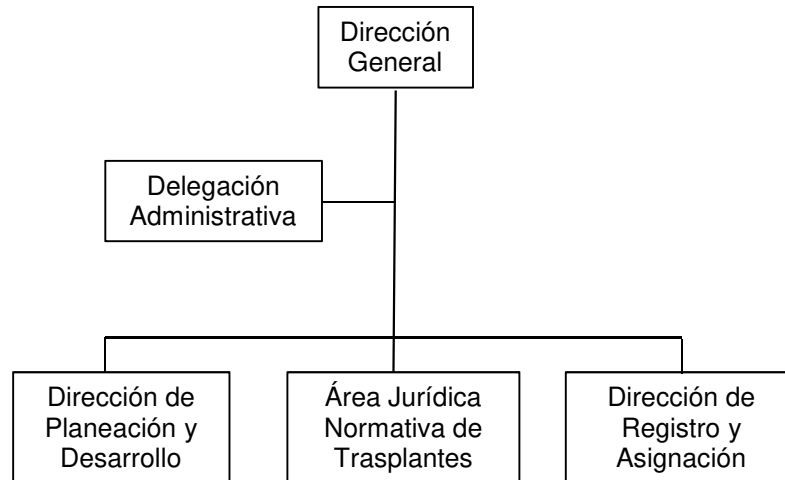 Dirección
General
Delegación
Administrativa
Dirección de
Planeación y
Desarrollo
Área Jurídica
Normativa de
Trasplantes
Dirección de
Registro y
Asignación